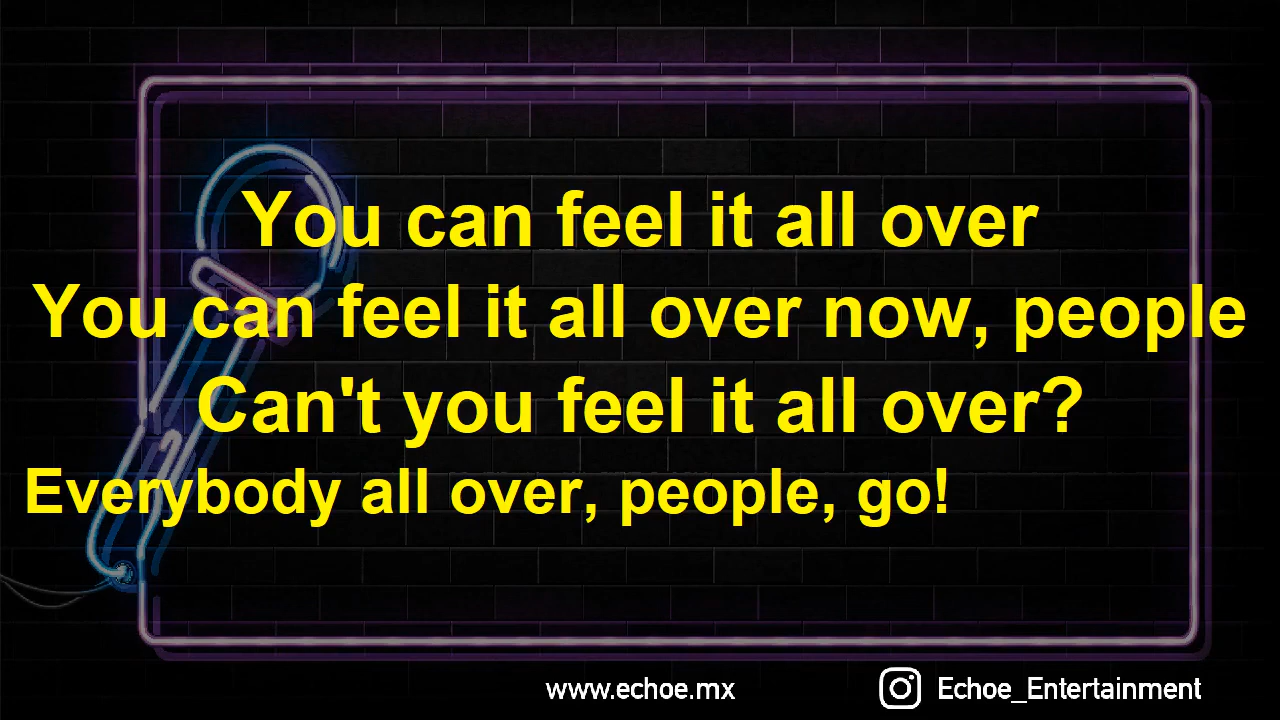 You can feel it all over
You can feel it all over now, people
Can't you feel it all over?
Everybody all over, people, go!
www.echoe.mx Echoe_Entertainment